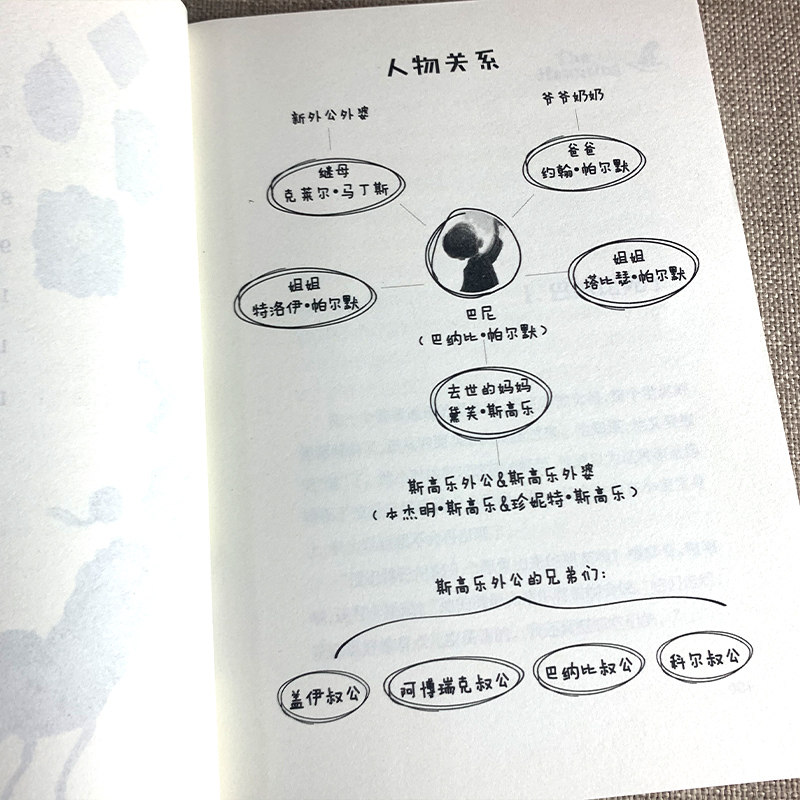 人物关系
新外公外婆
爷爷奶奶
继母
克莱尔·马丁斯
爸爸
约翰·帕尔默
姐姐
特洛伊·帕尔默
姐姐
塔比瑟·帕尔默
巴尼
(巴纳比·帕尔默)
去世的妈妈
黛芙·斯高乐
斯高乐外公&斯高乐外婆
(本杰明·斯高乐&珍妮特·斯高乐)
斯高乐外公的兄弟们:
盖伊叔公
阿博瑞克叔公
巴纳比叔公
科尔叔公